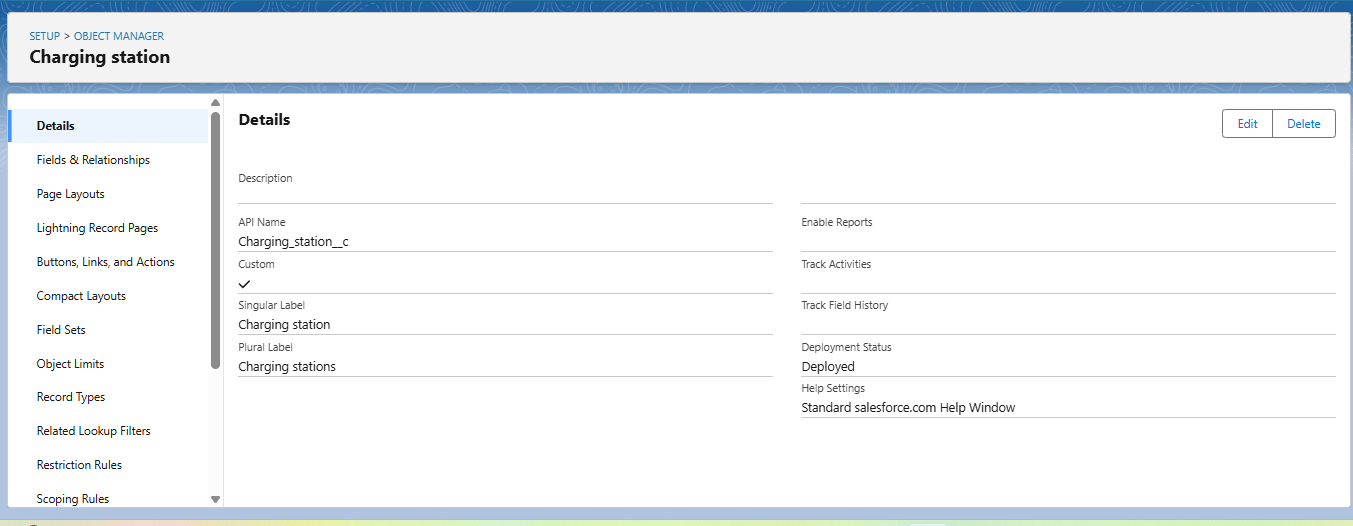 SETUP > OBJECT MANAGER
Charging station
Details
Fields & Relationships
Page Layouts
Lightning Record Pages
Buttons, Links, and Actions
Compact Layouts
Field Sets
Object Limits
Record Types
Related Lookup Filters
Restriction Rules
Scoping Rules
Details
Edit
Delete
Description
API Name
Charging_station__c
Custom
Singular Label
Charging station
Plural Label
Charging stations
Enable Reports
Track Activities
Track Field History
Deployment Status
Deployed
Help Settings
Standard salesforce.com Help Window